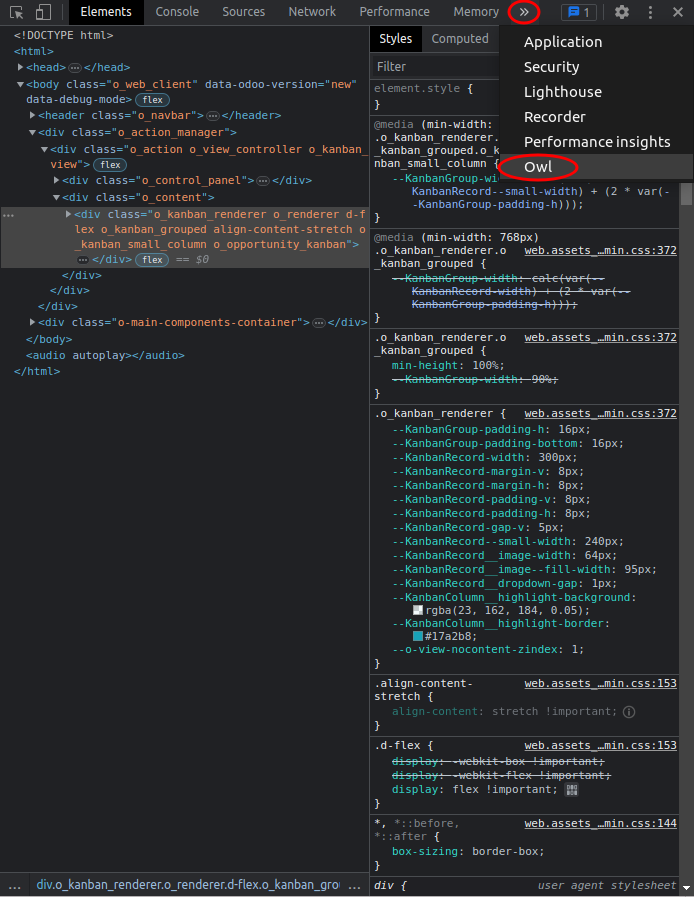 Elements Console Sources Network Performance Memory » 1
<!DOCTYPE html>
<html>
<head>…</head>
<body class="o_web_client" data-odoo-version="new"
data-debug-mode> flex
<header class="o_navbar">…</header>
<div class="o_action_manager">
<div class="o_action o_view_controller o_kanban_
view"> flex
<div class="o_control_panel">…</div>
<div class="o_content">
… <div class="o_kanban_renderer o_renderer d-f
lex o_kanban_grouped align-content-stretch o
_kanban_small_column o_opportunity_kanban">
… </div> flex == $0
</div>
</div>
</div>
<div class="o-main-components-container">…</div>
</body>
<audio autoplay></audio>
</html>
… div.o_kanban_renderer.o_renderer.d-flex.o_kanban_grou …
Styles Computed
Filter
element.style {
}
@media (min-width:
.o_kanban_renderer.
_kanban_grouped.o_k
nban_small_column {
--KanbanGroup-wi
KanbanRecord--small-width) + (2 * var(-
-KanbanGroup-padding-h)));
}
@media (min-width: 768px)
.o_kanban_renderer.o web.assets_…min.css:372
_kanban_grouped {
--KanbanGroup-width: calc(var(--
KanbanRecord-width) + (2 * var(--
KanbanGroup-padding-h)));
}
.o_kanban_renderer.o web.assets_…min.css:372
_kanban_grouped {
min-height: 100%;
--KanbanGroup-width: 90%;
}
.o_kanban_renderer { web.assets_…min.css:372
--KanbanGroup-padding-h: 16px;
--KanbanGroup-padding-bottom: 16px;
--KanbanRecord-width: 300px;
--KanbanRecord-margin-v: 8px;
--KanbanRecord-margin-h: 8px;
--KanbanRecord-padding-v: 8px;
--KanbanRecord-padding-h: 8px;
--KanbanRecord-gap-v: 5px;
--KanbanRecord--small-width: 240px;
--KanbanRecord__image-width: 64px;
--KanbanRecord__image--fill-width: 95px;
--KanbanRecord__dropdown-gap: 1px;
--KanbanColumn__highlight-background:
rgba(23, 162, 184, 0.05);
--KanbanColumn__highlight-border:
#17a2b8;
--o-view-nocontent-zindex: 1;
}
.align-content- web.assets_…min.css:153
stretch {
align-content: stretch !important;
}
.d-flex { web.assets_…min.css:153
display: -webkit-box !important;
display: -webkit-flex !important;
display: flex !important;
}
*, *::before, web.assets_…min.css:144
*::after {
box-sizing: border-box;
}
div { user agent stylesheet
Application
Security
Lighthouse
Recorder
Performance insights
Owl